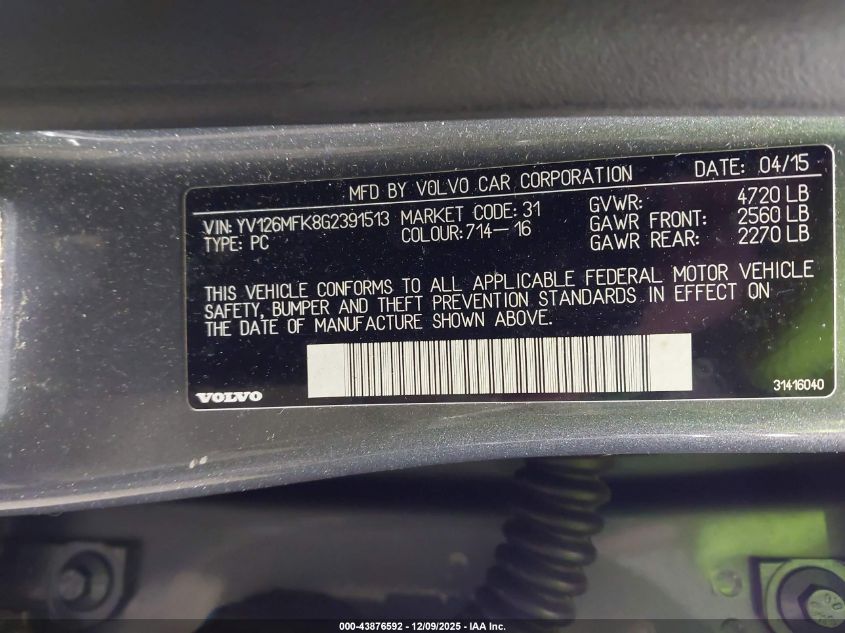 MFD BY VOLVO CAR CORPORATION DATE: 04/15
VIN: YV126MFK8G2391513 MARKET CODE: 31 GVWR: 4720 LB
TYPE: PC COLOUR: 714-16 GAWR FRONT: 2560 LB
GAWR REAR: 2270 LB
THIS VEHICLE CONFORMS TO ALL APPLICABLE FEDERAL MOTOR VEHICLE
SAFETY, BUMPER AND THEFT PREVENTION STANDARDS IN EFFECT ON
THE DATE OF MANUFACTURE SHOWN ABOVE.
VOLVO 31416040
000-43876592 - 12/09/2025 - IAA Inc.